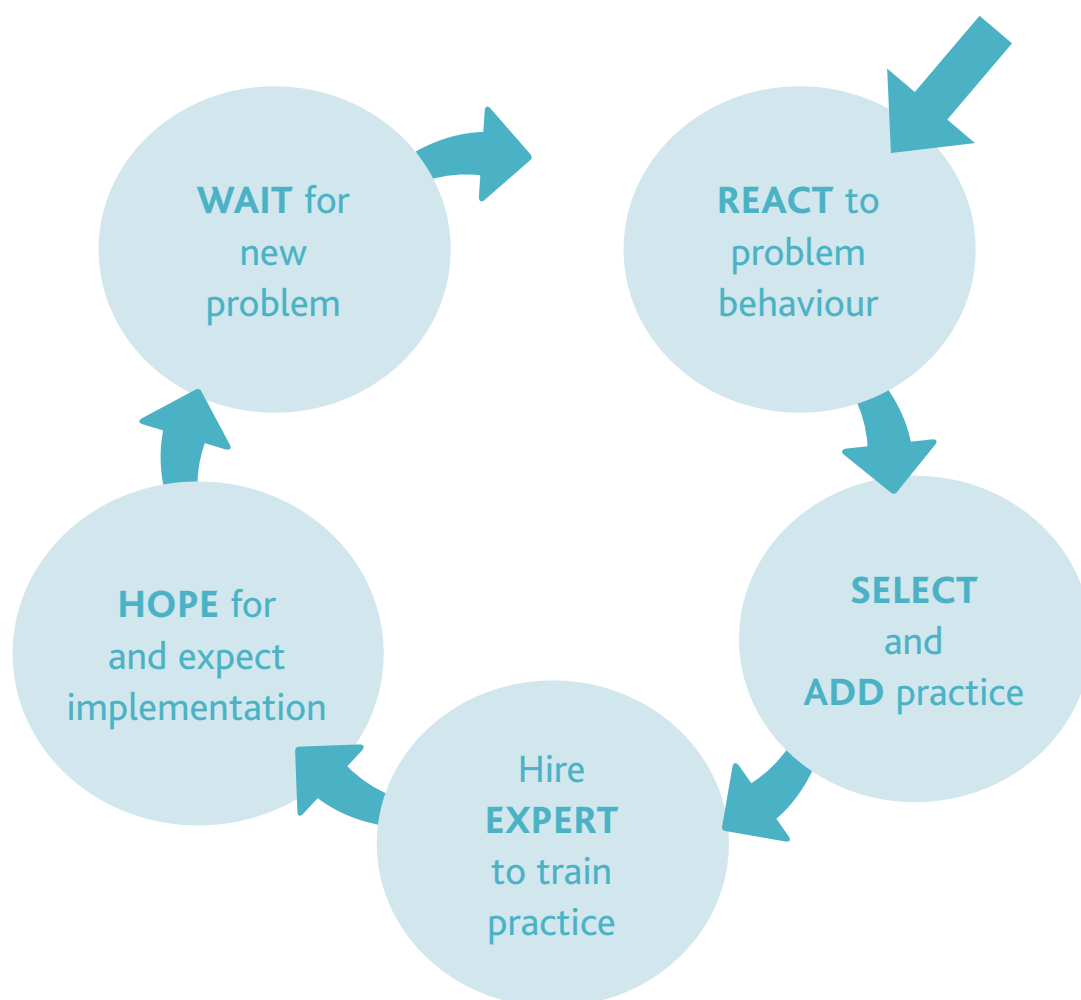 WAIT for
new
problem
REACT to
problem
behaviour
SELECT
and
ADD practice
Hire
EXPERT
to train
practice
HOPE for
and expect
implementation